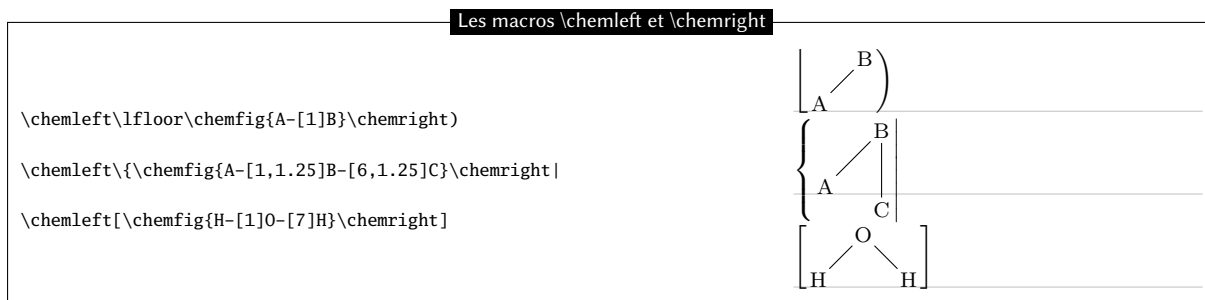 Les macros \chemleft et \chemright
\chemleft\lfloor\chemfig{A-[1]B}\chemright)
\chemleft\{\chemfig{A-[1,1.25]B-[6,1.25]C}\chemright|
\chemleft[\chemfig{H-[1]O-[7]H}\chemright]
B
A
B
A
C
O
H H